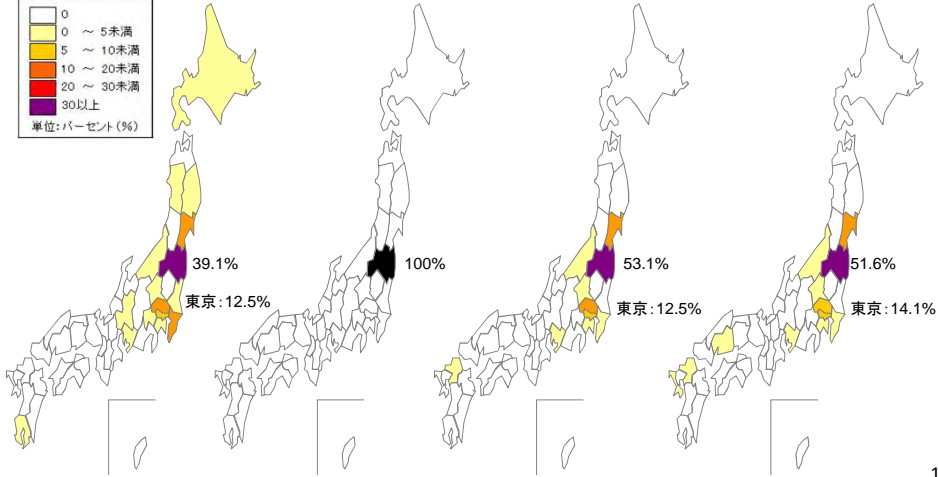 0
0 ～ 5未満
5 ～ 10未満
10 ～ 20未満
20 ～ 30未満
30以上
単位：パーセント(％)
39.1%
東京：12.5%
100%
53.1%
東京：12.5%
51.6%
東京：14.1%
1